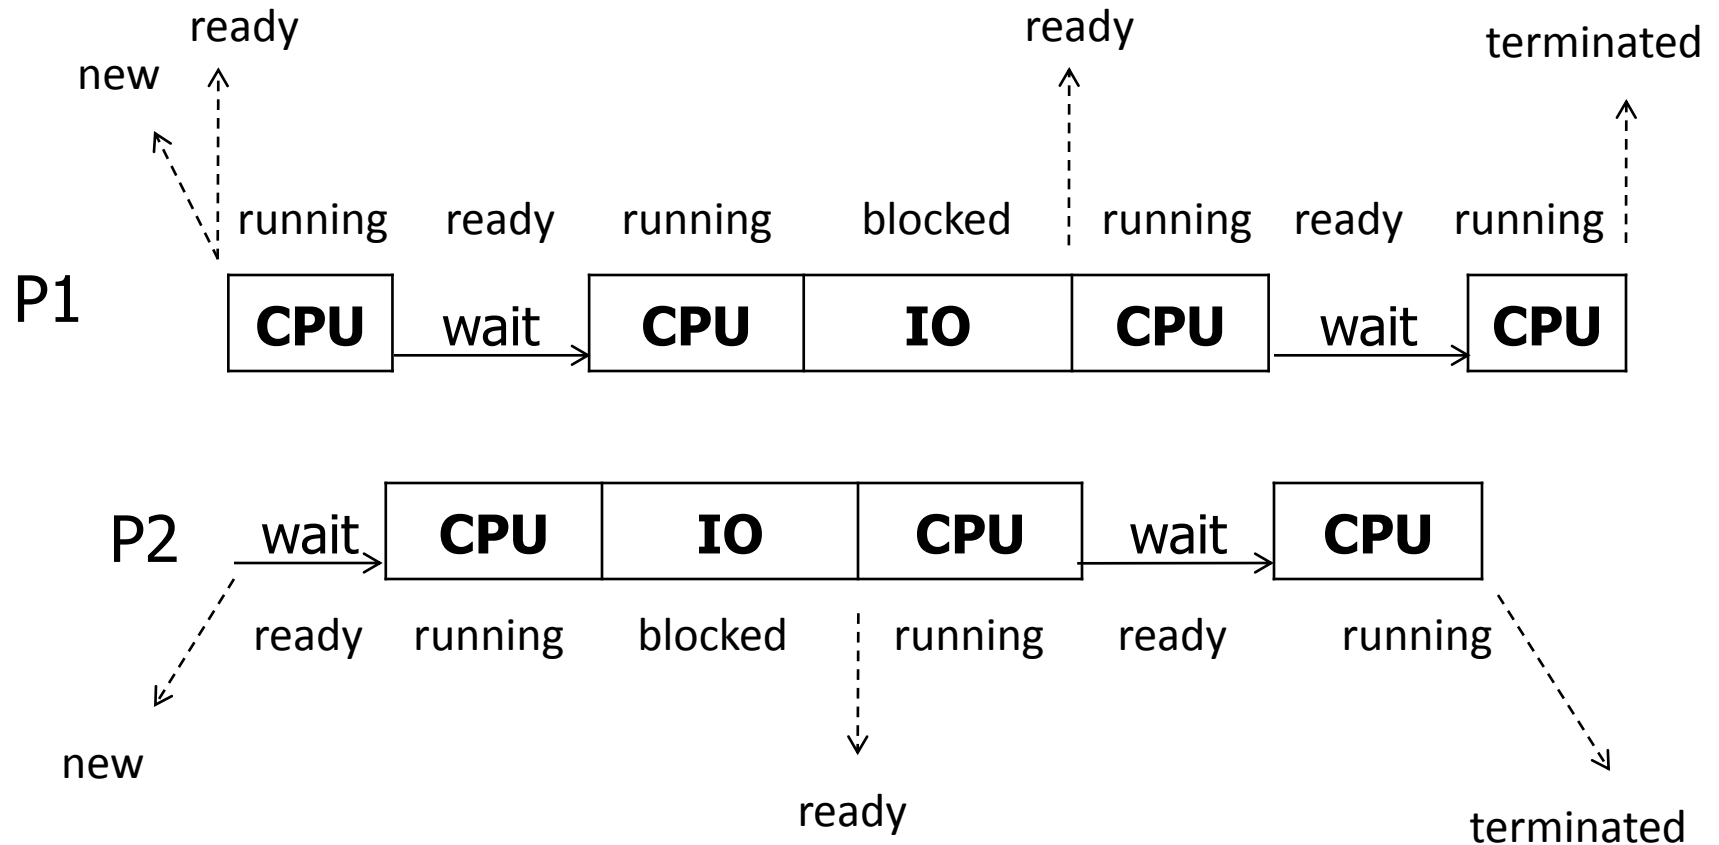 ready ready terminated
new
running ready running blocked running ready running
P1 CPU wait CPU IO CPU wait CPU
P2 wait CPU IO CPU wait CPU
ready running blocked running ready running
new
ready terminated